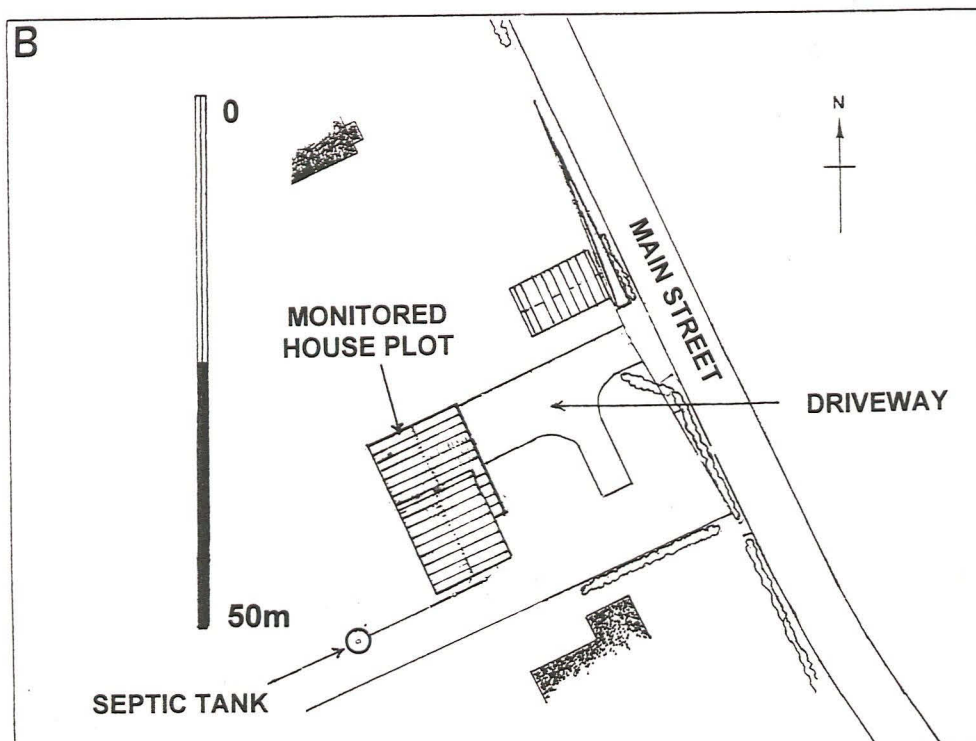 B
0
N
MAIN STREET
MONITORED
HOUSE PLOT
DRIVEWAY
50m
SEPTIC TANK